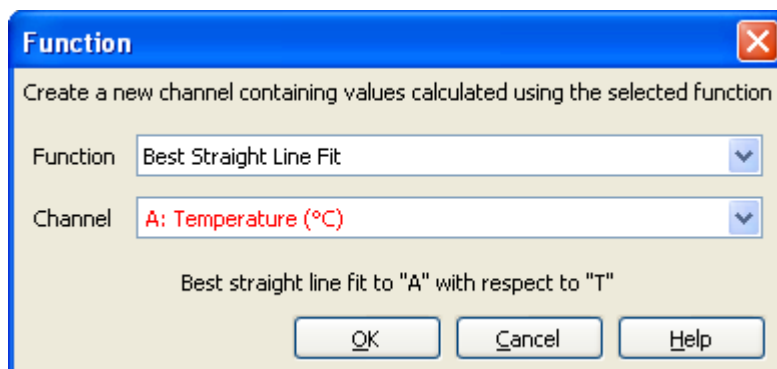 Function
Create a new channel containing values calculated using the selected function
Function Best Straight Line Fit
Channel A: Temperature (°C)
Best straight line fit to "A" with respect to "T"
OK Cancel Help